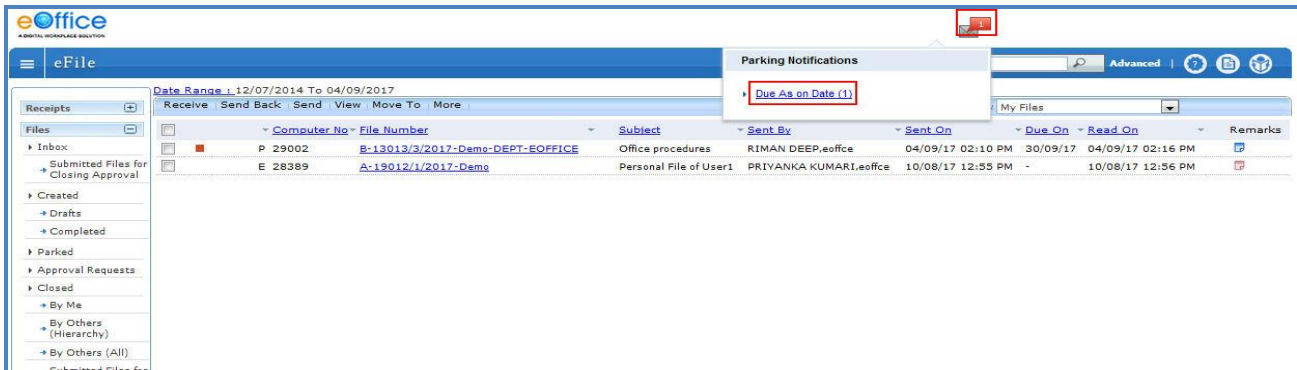 eOffice
A DIGITAL WORKPLACE SOLUTION
1
eFile
Parking Notifications
Due As on Date (1)
Advanced
Date Range : 12/07/2014 To 04/09/2017
Receive Send Back Send View Move To More
My Files
Receipts
Files
Inbox
Submitted Files for
Closing Approval
Created
Drafts
Completed
Parked
Approval Requests
Closed
By Me
By Others
(Hierarchy)
By Others (All)
Submitted Files for
Computer No File Number Subject Sent By Sent On Due On Read On Remarks
P 29002 B-13013/3/2017-Demo-DEPT-EOFFICE Office procedures RIMAN DEEP,eoffce 04/09/17 02:10 PM 30/09/17 04/09/17 02:16 PM
E 28389 A-19012/1/2017-Demo Personal File of User1 PRIYANKA KUMARI,eoffce 10/08/17 12:55 PM - 10/08/17 12:56 PM